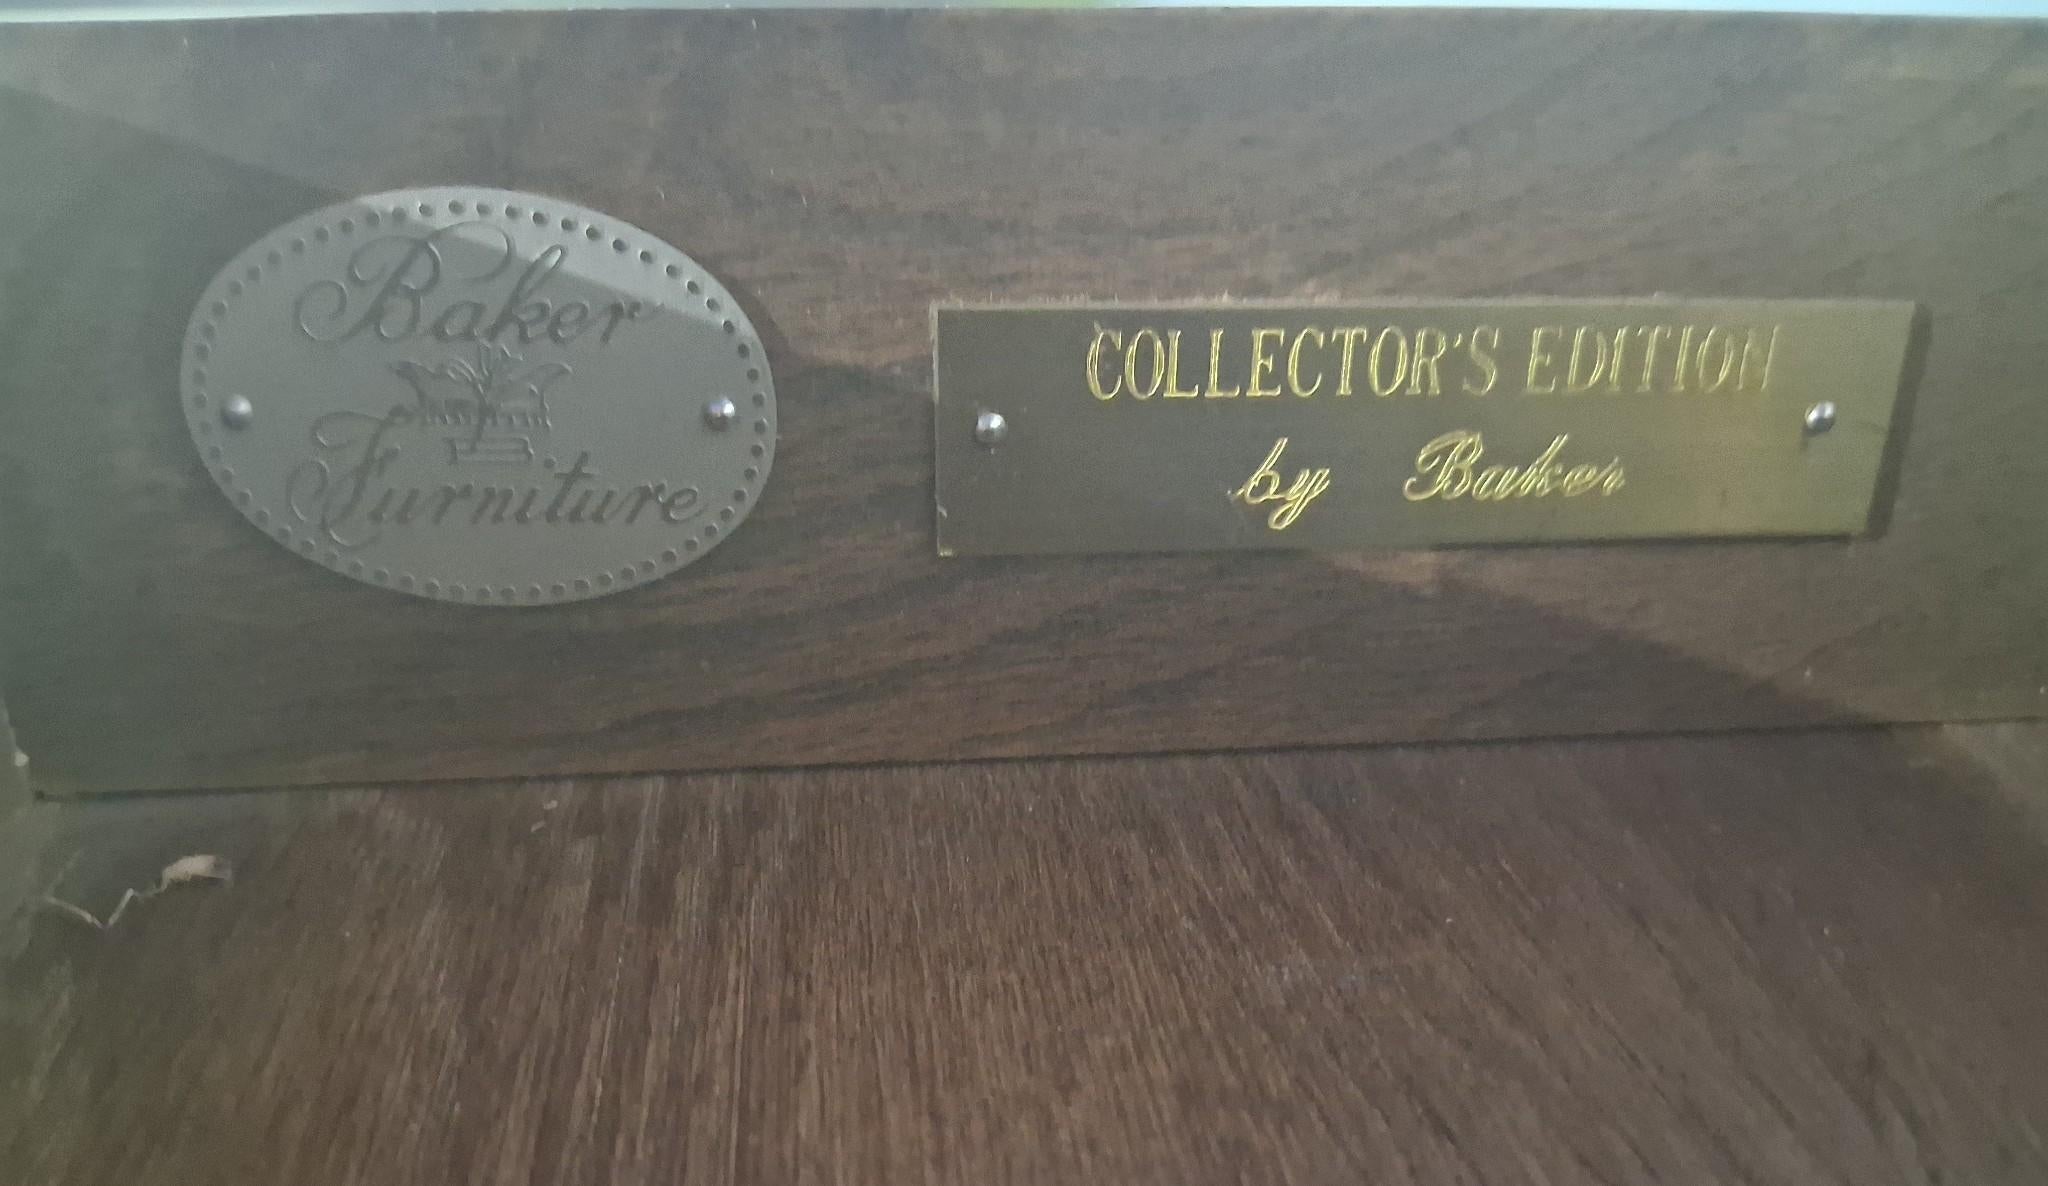 Baker
Furniture
COLLECTOR'S EDITION
by Baker